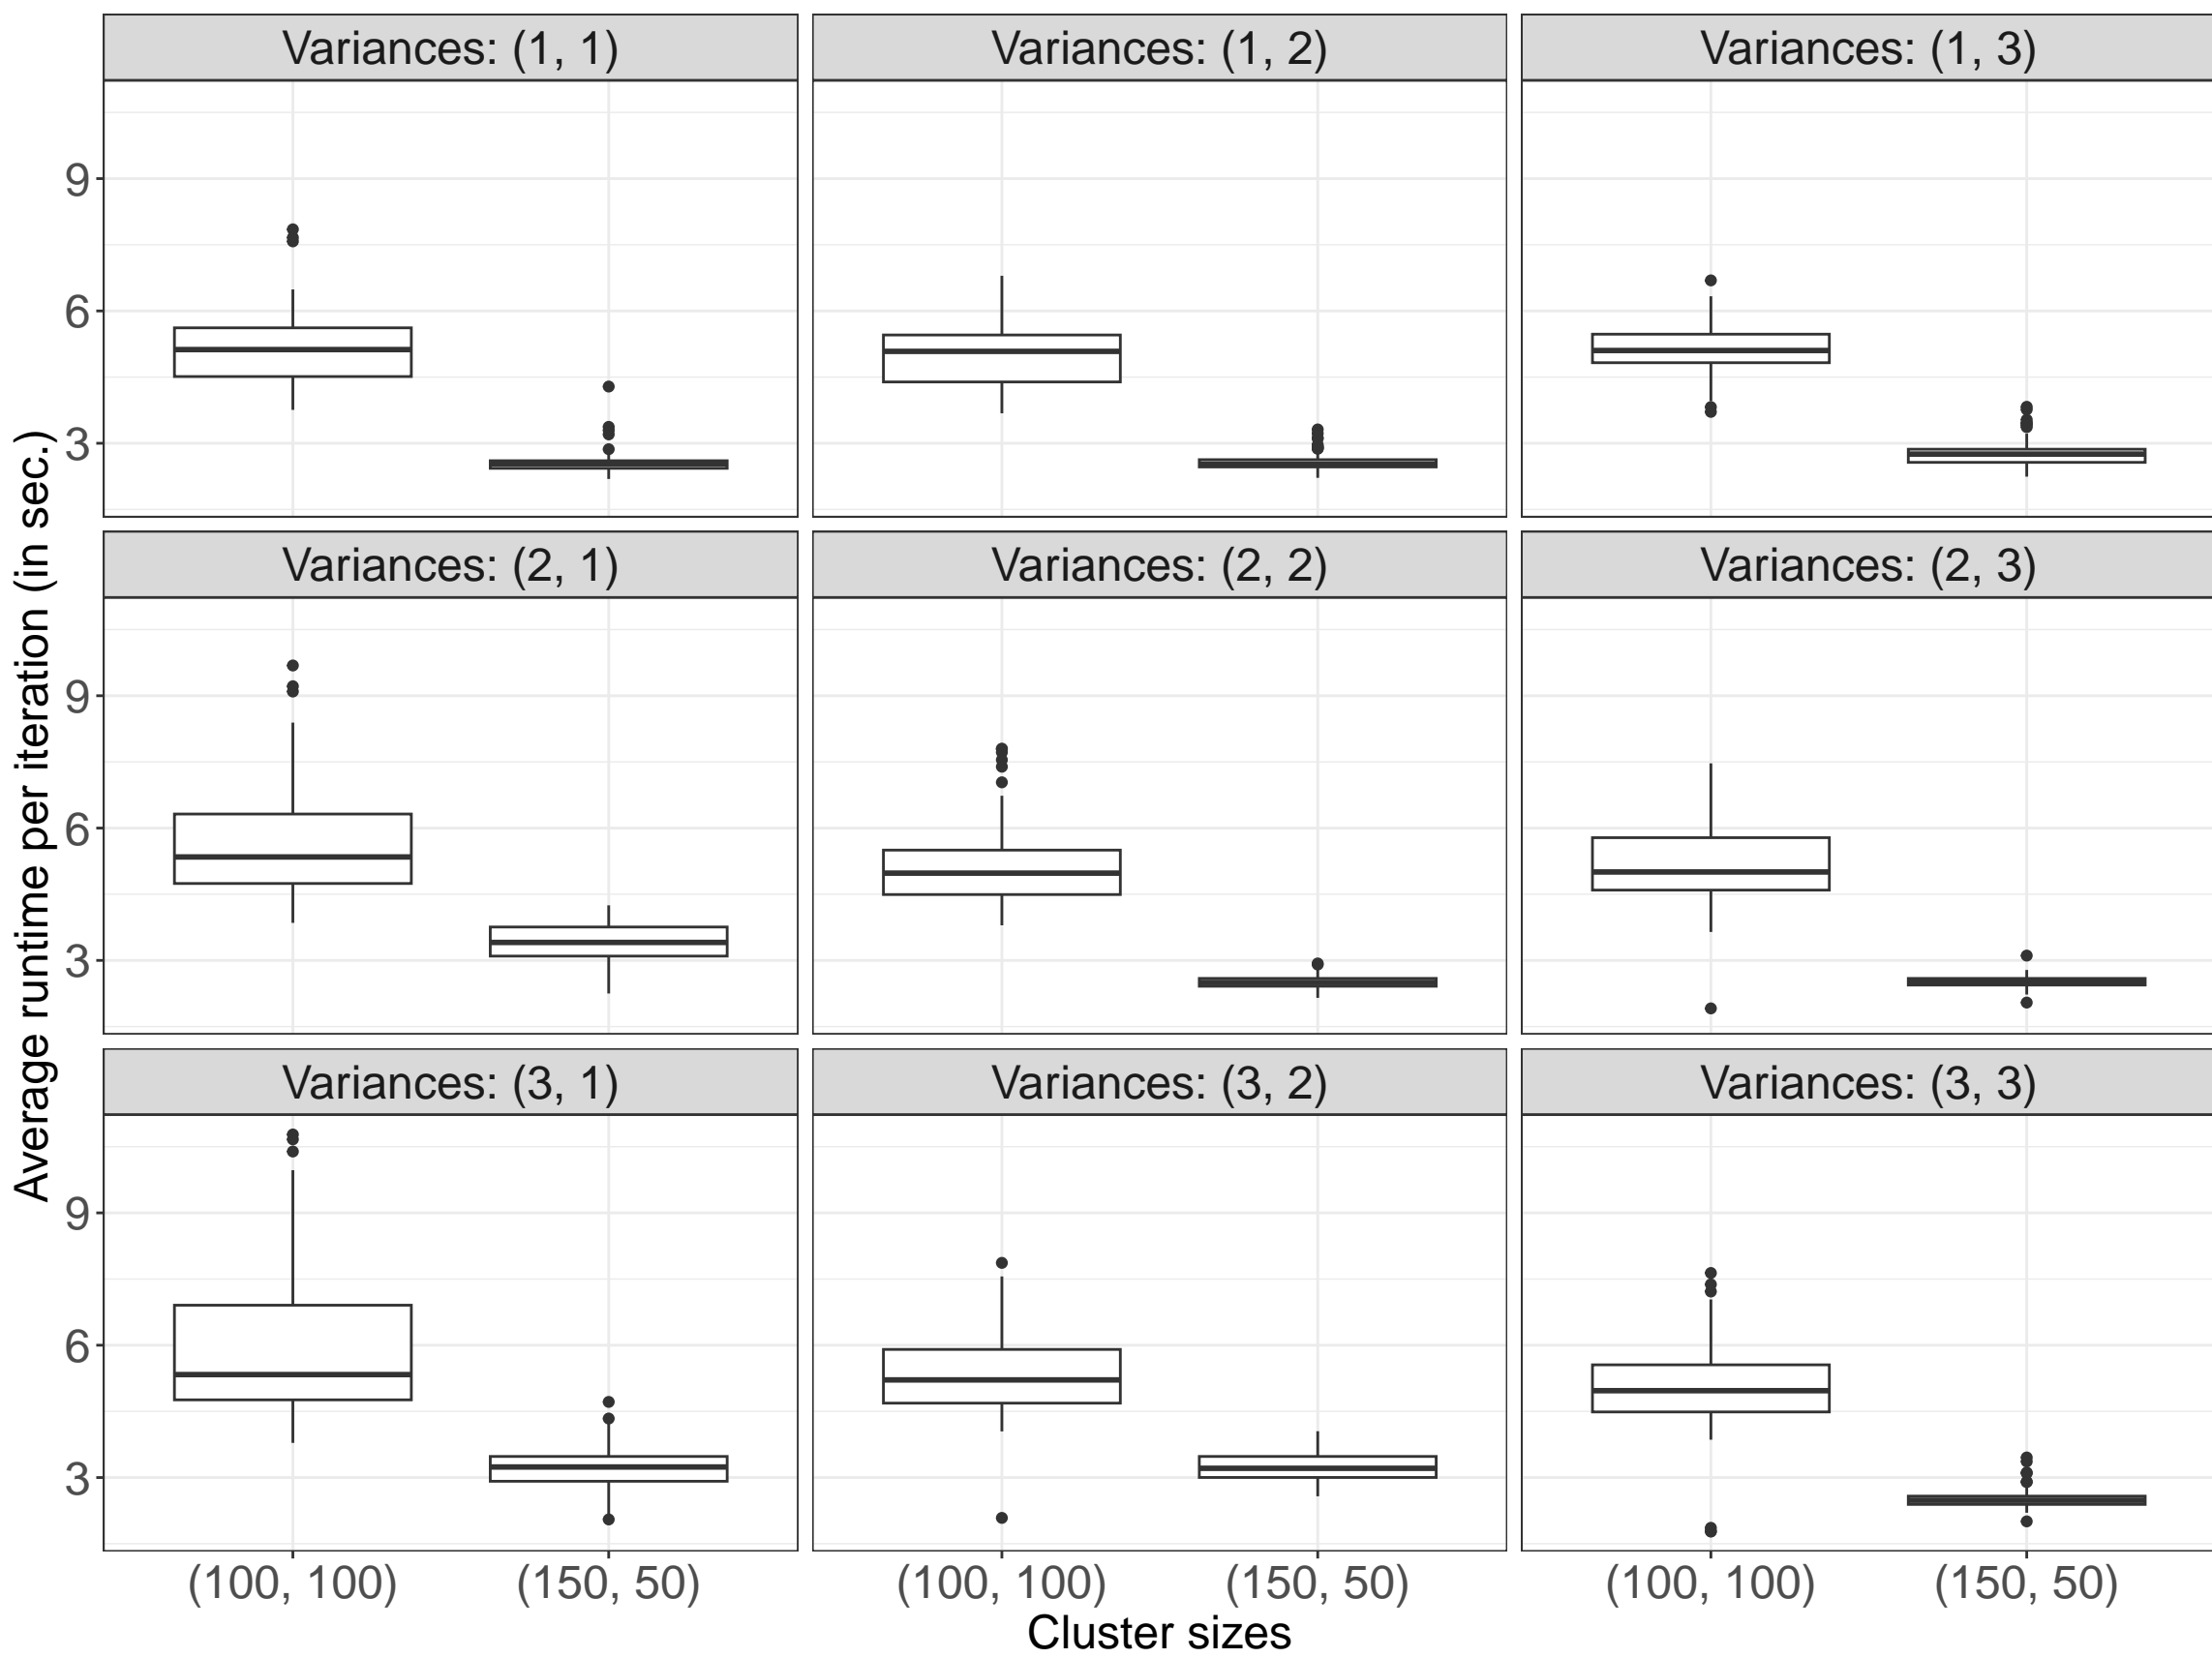 Variances: (1, 1)
Variances: (1, 2)
Variances: (1, 3)
9
6
3
Variances: (2, 1)
Variances: (2, 2)
Variances: (2, 3)
9
6
3
Variances: (3, 1)
Variances: (3, 2)
Variances: (3, 3)
9
6
3
Average runtime per iteration (in sec.)
(100, 100) (150, 50) (100, 100) (150, 50) (100, 100) (150, 50)
Cluster sizes